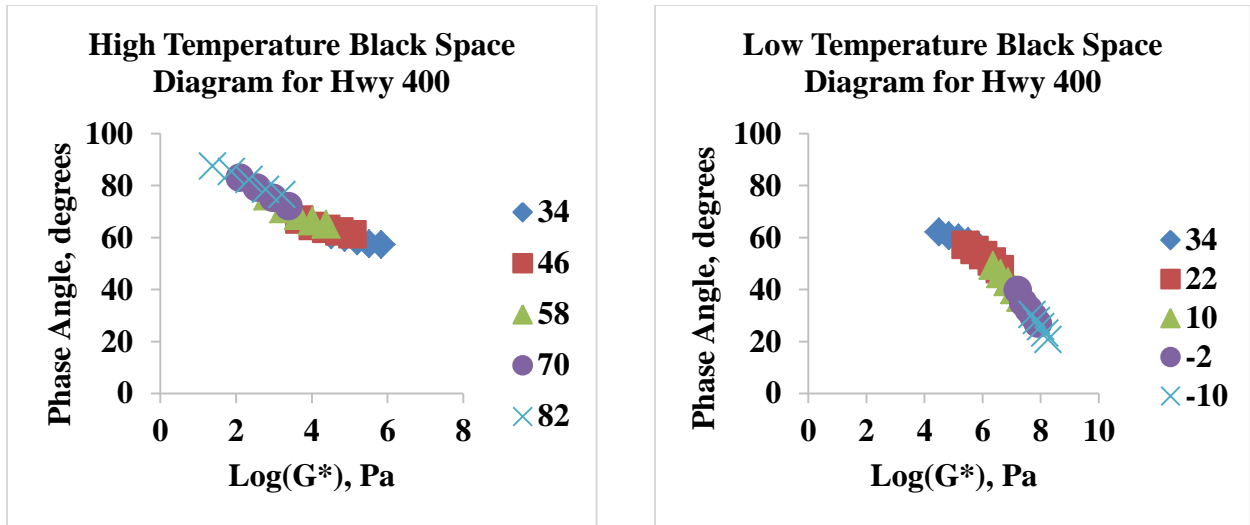 High Temperature Black Space
Diagram for Hwy 400
Phase Angle, degrees
100
80
60
40
20
0
0 2 4 6 8
Log(G*), Pa
34
46
58
70
82
Low Temperature Black Space
Diagram for Hwy 400
Phase Angle, degrees
100
80
60
40
20
0
0 2 4 6 8 10
Log(G*), Pa
34
22
10
-2
-10